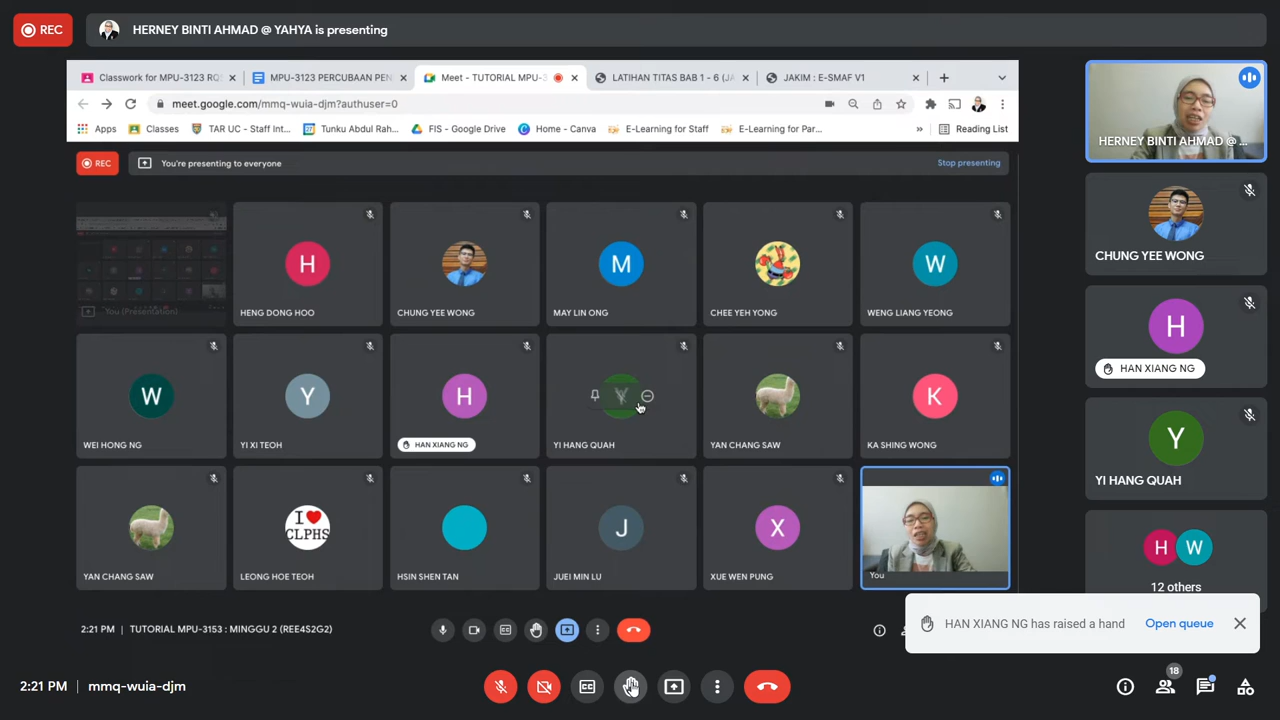 REC
HERNEY BINTI AHMAD @ YAHYA is presenting
Classwork for MPU-3123 RQS
MPU-3123 PERCUBAAN PEN
Meet - TUTORIAL MPU-3
LATIHAN TITAS BAB 1 - 6 (JA
JAKIM : E-SMAF V1
meet.google.com/mmq-wuia-djm?authuser=0
Apps
Classes
TAR UC - Staff Int...
Tunku Abdul Rah...
FIS - Google Drive
Home - Canva
E-Learning for Staff
E-Learning for Par...
»
Reading List
REC
You're presenting to everyone
Stop presenting
You (Presentation)
H
HENG DONG HOO
CHUNG YEE WONG
M
MAY LIN ONG
CHEE YEH YONG
W
WENG LIANG YEONG
W
WEI HONG NG
Y
YI XI TEOH
H
HAN XIANG NG
Y
YI HANG QUAH
YAN CHANG SAW
K
KA SHING WONG
YAN CHANG SAW
I ♥
CLPHS
LEONG HOE TEOH
HSIN SHEN TAN
J
JUEI MIN LU
X
XUE WEN PUNG
You
2:21 PM | TUTORIAL MPU-3153 : MINGGU 2 (REE4S2G2)
HERNEY BINTI AHMAD @ ...
CHUNG YEE WONG
H
HAN XIANG NG
Y
YI HANG QUAH
H W
12 others
HAN XIANG NG has raised a hand
Open queue
2:21 PM | mmq-wuia-djm
18